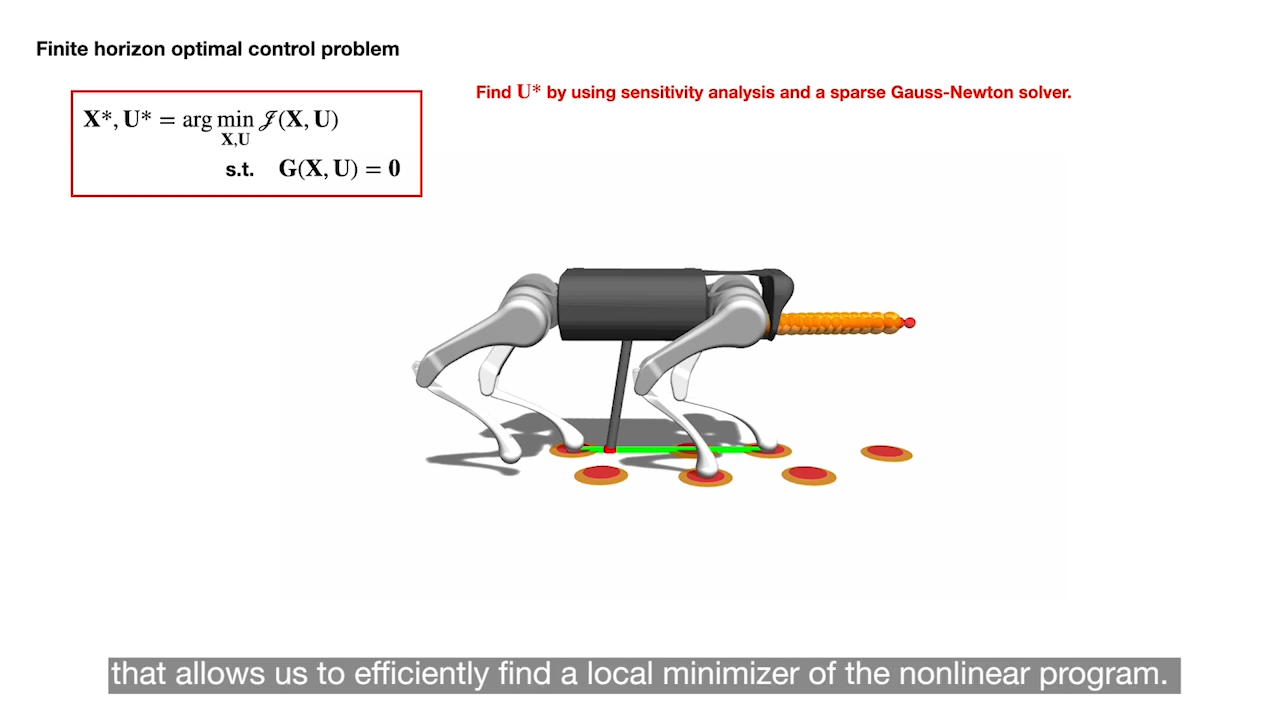 Finite horizon optimal control problem
Find U* by using sensitivity analysis and a sparse Gauss-Newton solver.
X*, U* = arg min 𝒥(X, U)
X,U
s.t. G(X, U) = 0
that allows us to efficiently find a local minimizer of the nonlinear program.